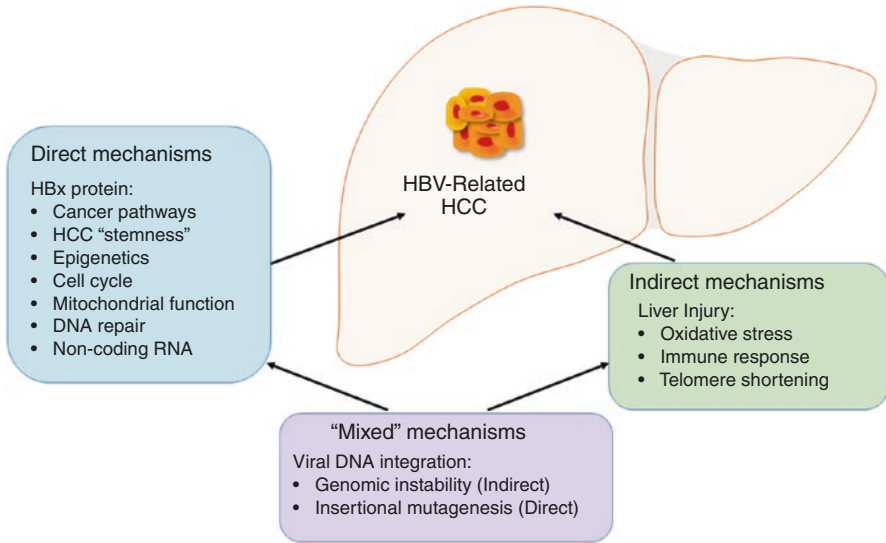 HBV-Related
HCC
Direct mechanisms
HBx protein:
• Cancer pathways
• HCC “stemness”
• Epigenetics
• Cell cycle
• Mitochondrial function
• DNA repair
• Non-coding RNA
Indirect mechanisms
Liver Injury:
• Oxidative stress
• Immune response
• Telomere shortening
“Mixed” mechanisms
Viral DNA integration:
• Genomic instability (Indirect)
• Insertional mutagenesis (Direct)